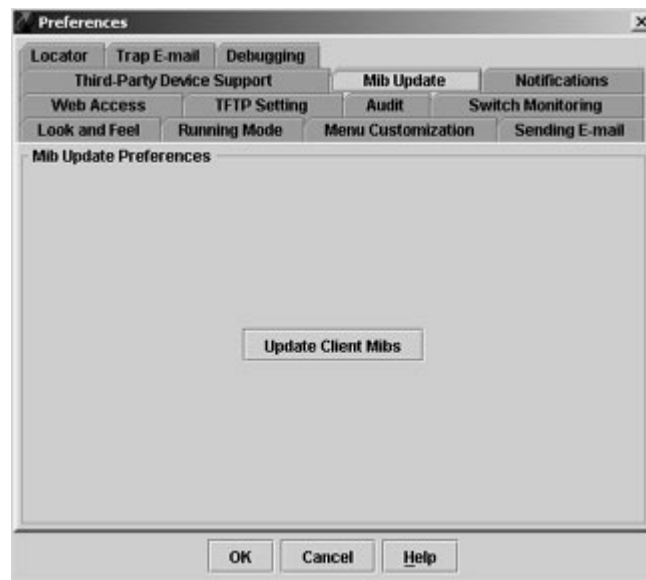 Preferences
Locator Trap E-mail Debugging
Third-Party Device Support Mib Update Notifications
Web Access TFTP Setting Audit Switch Monitoring
Look and Feel Running Mode Menu Customization Sending E-mail
Mib Update Preferences
Update Client Mibs
OK Cancel Help